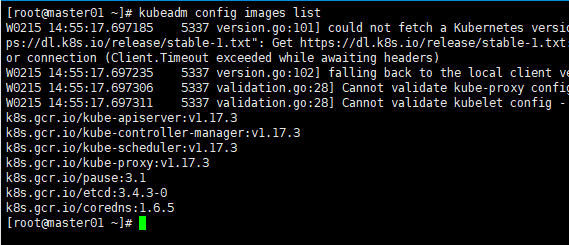 [root@master01 ~]# kubeadm config images list
W0215 14:55:17.697185    5337 version.go:101] could not fetch a Kubernetes versio
ps://dl.k8s.io/release/stable-1.txt": Get https://dl.k8s.io/release/stable-1.txt:
or connection (Client.Timeout exceeded while awaiting headers)
W0215 14:55:17.697235    5337 version.go:102] falling back to the local client ve
W0215 14:55:17.697306    5337 validation.go:28] Cannot validate kube-proxy config
W0215 14:55:17.697311    5337 validation.go:28] Cannot validate kubelet config -
k8s.gcr.io/kube-apiserver:v1.17.3
k8s.gcr.io/kube-controller-manager:v1.17.3
k8s.gcr.io/kube-scheduler:v1.17.3
k8s.gcr.io/kube-proxy:v1.17.3
k8s.gcr.io/pause:3.1
k8s.gcr.io/etcd:3.4.3-0
k8s.gcr.io/coredns:1.6.5
[root@master01 ~]#